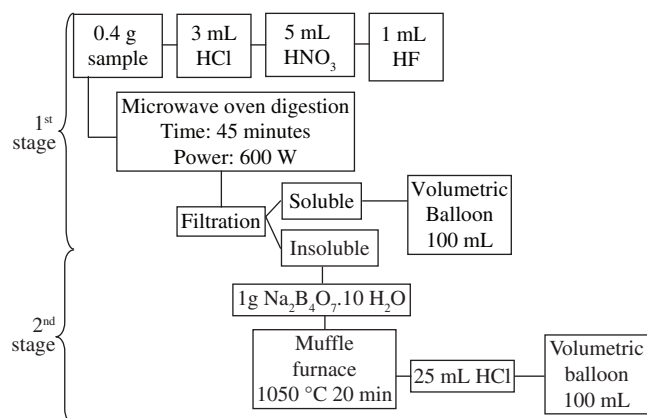 0.4 g
sample
3 mL
HCl
5 mL
HNO₃
1 mL
HF
Microwave oven digestion
Time: 45 minutes
Power: 600 W
1ˢᵗ
stage
Filtration
Soluble
Volumetric
Balloon
100 mL
Insoluble
1g Na₂B₄O₇.10 H₂O
2ⁿᵈ
stage
Muffle
furnace
1050 °C 20 min
25 mL HCl
Volumetric
balloon
100 mL